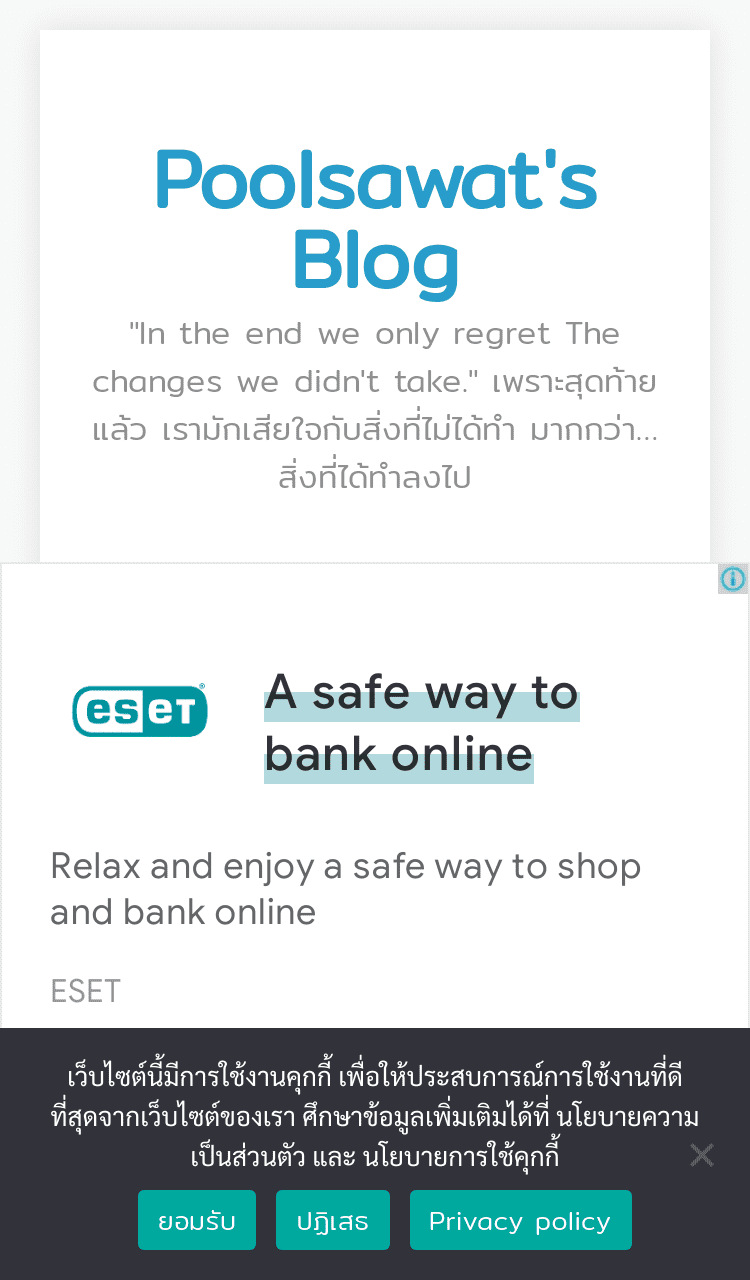 Poolsawat's
Blog
"In the end we only regret The
changes we didn't take." เพราะสุดท้าย
แล้ว เรามักเสียใจกับสิ่งที่ไม่ได้ทำ มากกว่า...
สิ่งที่ได้ทำลงไป
eseT®
A safe way to
bank online
Relax and enjoy a safe way to shop
and bank online
ESET
เว็บไซต์นี้มีการใช้งานคุกกี้ เพื่อให้ประสบการณ์การใช้งานที่ดี
ที่สุดจากเว็บไซต์ของเรา ศึกษาข้อมูลเพิ่มเติมได้ที่ นโยบายความ
เป็นส่วนตัว และ นโยบายการใช้คุกกี้
ยอมรับ ปฏิเสธ Privacy policy